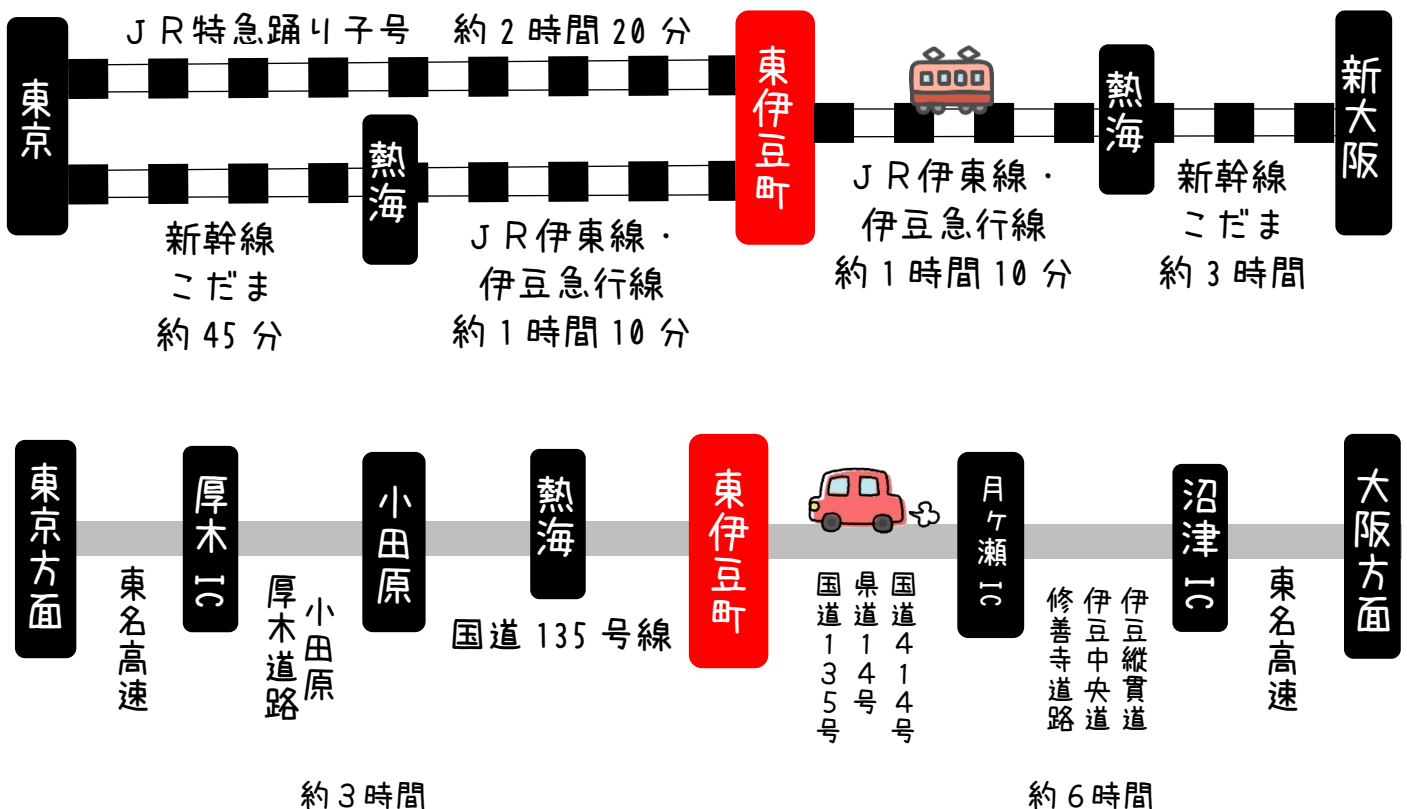 JR特急踊り子号 約2時間20分
東京
熱海
東伊豆町
熱海
新大阪
新幹線
こだま
約45分
JR伊東線・
伊豆急行線
約1時間10分
JR伊東線・
伊豆急行線
約1時間10分
新幹線
こだま
約3時間
東京方面
東名高速
厚木IC
小田原
厚木道路
小田原
熱海
国道135号線
東伊豆町
国道414号
県道14号
国道135号
月ヶ瀬IC
伊豆縦貫道
伊豆中央道
修善寺道路
沼津IC
東名高速
大阪方面
約3時間
約6時間